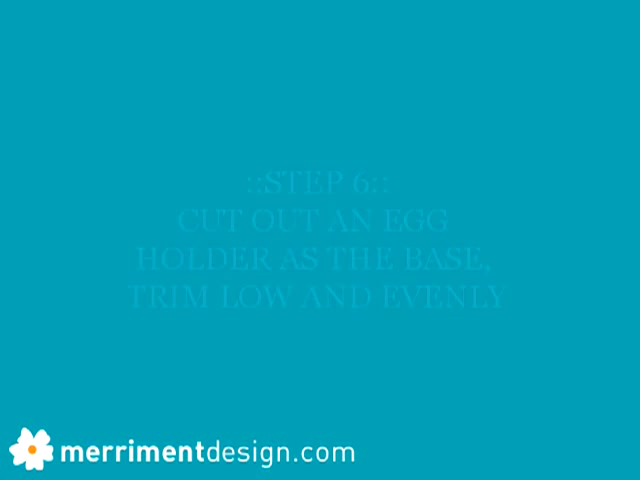 ::STEP 6::
CUT OUT AN EGG
HOLDER AS THE BASE,
TRIM LOW AND EVENLY
merrimentdesign.com